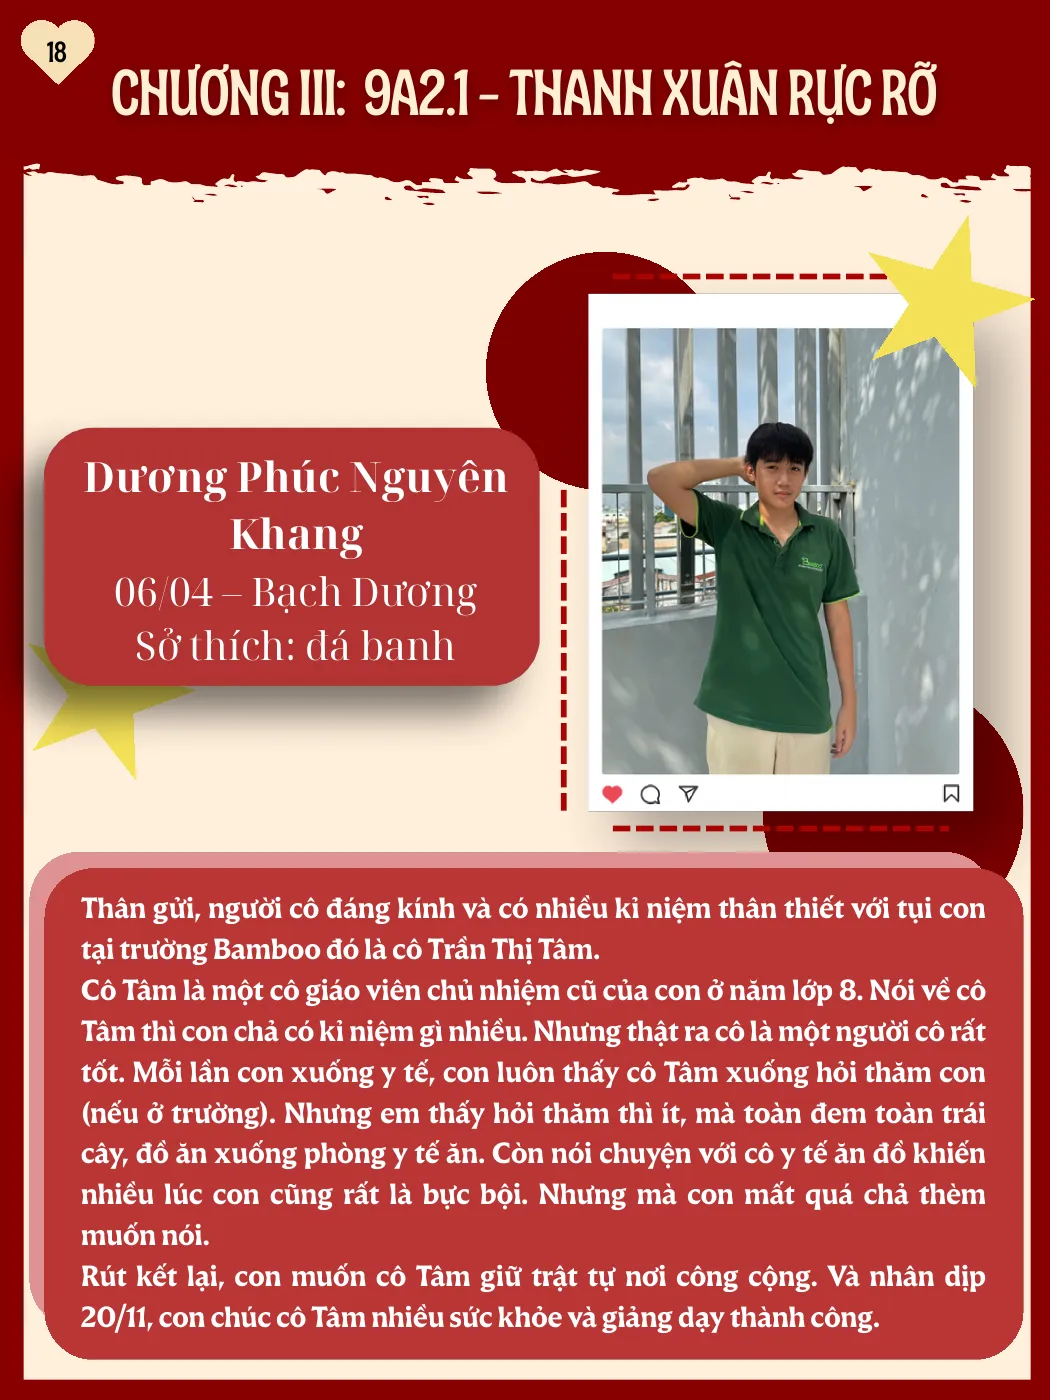 18
CHƯƠNG III: 9A2.1 – THANH XUÂN RỰC RỠ
Dương Phúc Nguyên
Khang
06/04 – Bạch Dương
Sở thích: đá banh
Thân gửi, người cô đáng kính và có nhiều kỉ niệm thân thiết với tụi con
tại trường Bamboo đó là cô Trần Thị Tâm.
Cô Tâm là một cô giáo viên chủ nhiệm cũ của con ở năm lớp 8. Nói về cô
Tâm thì con chả có kỉ niệm gì nhiều. Nhưng thật ra cô là một người cô rất
tốt. Mỗi lần con xuống y tế, con luôn thấy cô Tâm xuống hỏi thăm con
(nếu ở trường). Nhưng em thấy hỏi thăm thì ít, mà toàn đem toàn trái
cây, đồ ăn xuống phòng y tế ăn. Còn nói chuyện với cô y tế ăn đồ khiến
nhiều lúc con cũng rất là bực bội. Nhưng mà con mất quá chả thèm
muốn nói.
Rút kết lại, con muốn cô Tâm giữ trật tự nơi công cộng. Và nhân dịp
20/11, con chúc cô Tâm nhiều sức khỏe và giảng dạy thành công.